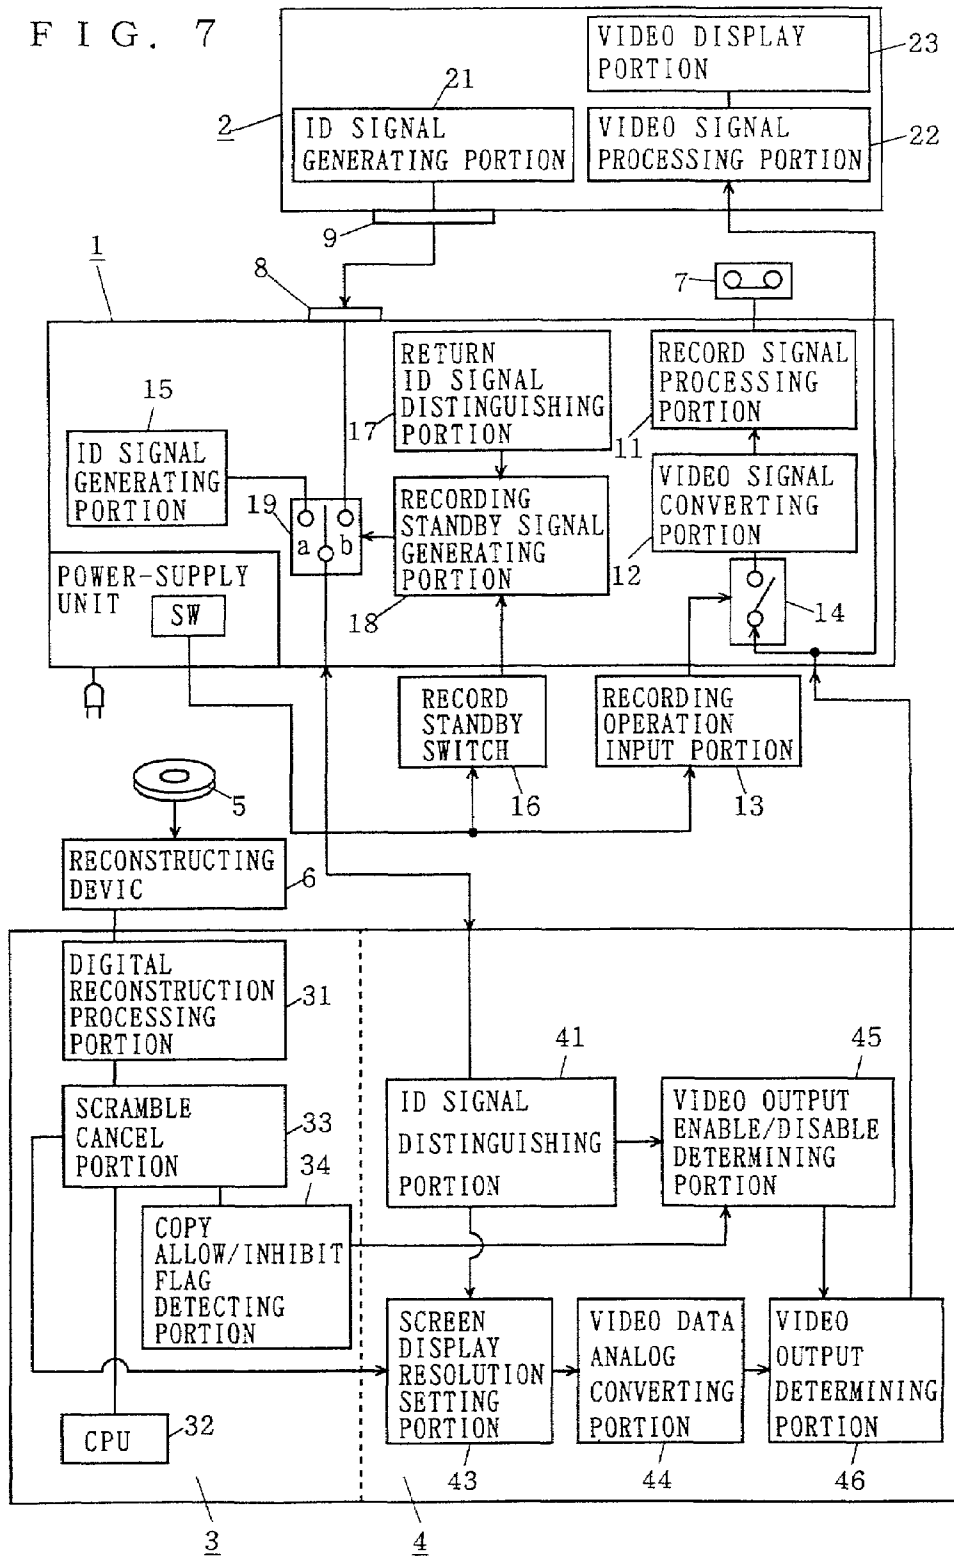 FIG. 7
VIDEO DISPLAY
PORTION
23
21
2
ID SIGNAL
GENERATING PORTION
VIDEO SIGNAL
PROCESSING PORTION
22
9
1
8
7
RETURN
ID SIGNAL
DISTINGUISHING
PORTION
17
RECORD SIGNAL
PROCESSING
PORTION
11
15
ID SIGNAL
GENERATING
PORTION
19
a
b
RECORDING
STANDBY SIGNAL
GENERATING
PORTION
18
VIDEO SIGNAL
CONVERTING
PORTION
12
14
POWER-SUPPLY
UNIT
SW
RECORD
STANDBY
SWITCH
16
RECORDING
OPERATION
INPUT PORTION
13
5
RECONSTRUCTING
DEVIC
6
DIGITAL
RECONSTRUCTION
PROCESSING
PORTION
31
SCRAMBLE
CANCEL
PORTION
33
34
COPY
ALLOW/INHIBIT
FLAG
DETECTING
PORTION
CPU
32
41
ID SIGNAL
DISTINGUISHING
PORTION
45
VIDEO OUTPUT
ENABLE/DISABLE
DETERMINING
PORTION
SCREEN
DISPLAY
RESOLUTION
SETTING
PORTION
43
VIDEO DATA
ANALOG
CONVERTING
PORTION
44
VIDEO
OUTPUT
DETERMINING
PORTION
46
3
4